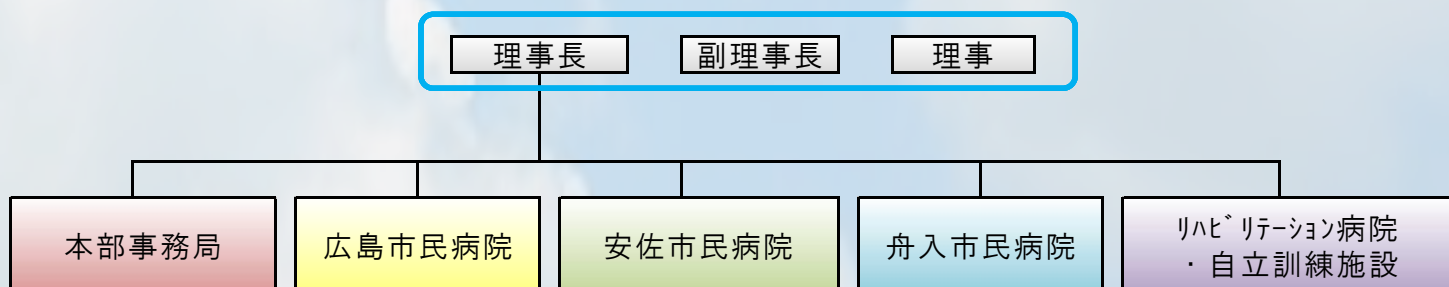 理事長 副理事長 理事
本部事務局 広島市民病院 安佐市民病院 舟入市民病院 ﾘﾊﾋﾞﾘﾃｰｼｮﾝ病院
・自立訓練施設